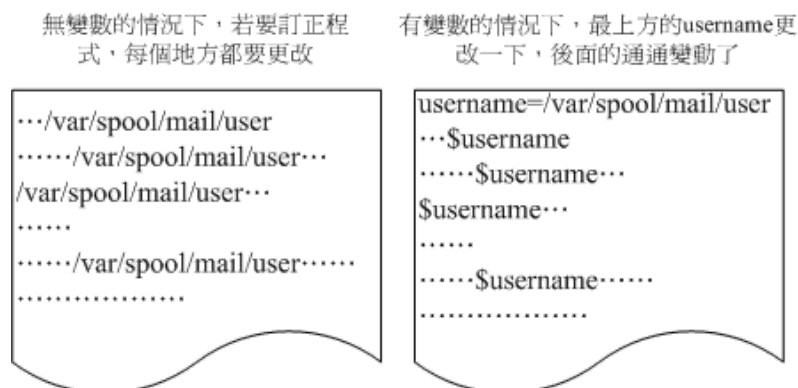 無變數的情況下，若要訂正程
式，每個地方都要更改
…/var/spool/mail/user
……/var/spool/mail/user…
/var/spool/mail/user…
……
……/var/spool/mail/user……
………………
有變數的情況下，最上方的username更
改一下，後面的通通變動了
username=/var/spool/mail/user
…$username
……$username…
$username…
……
……$username……
………………